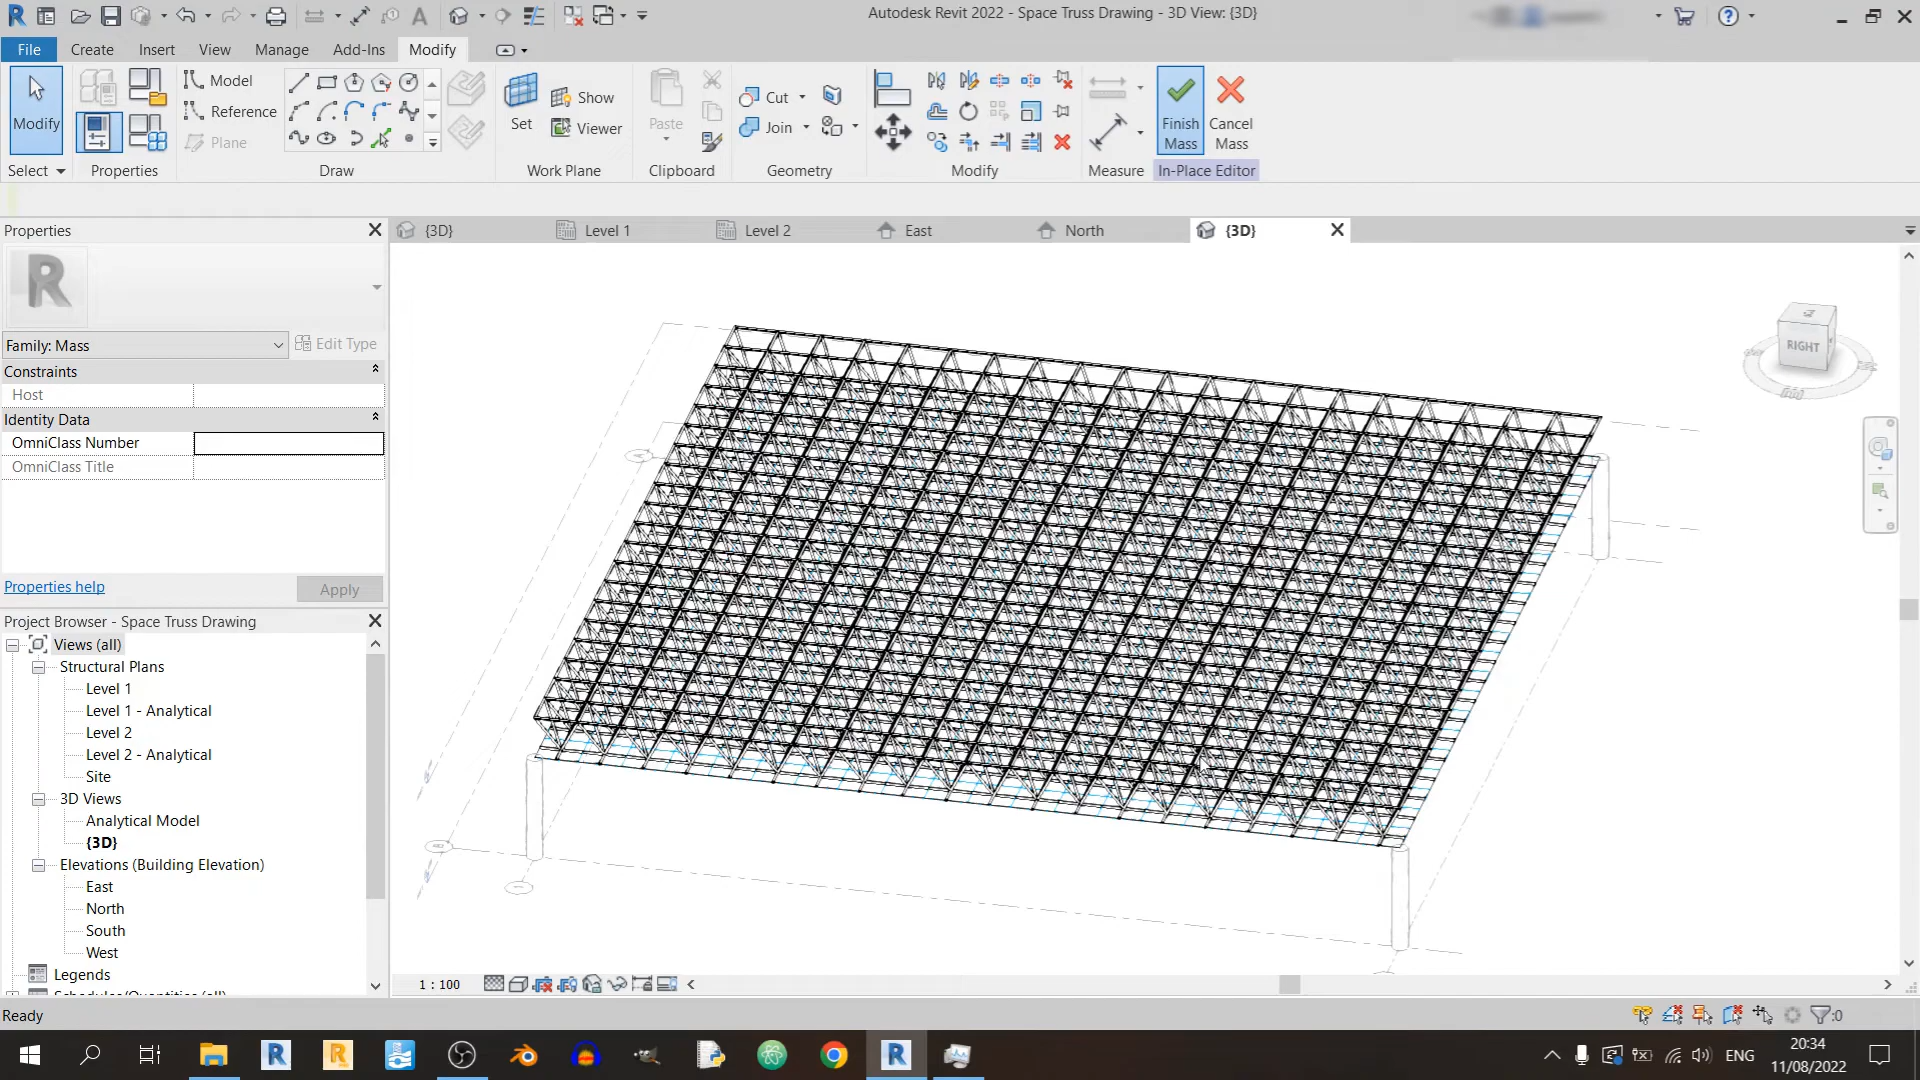 Autodesk Revit 2022 - Space Truss Drawing - 3D View: {3D}
File Create Insert View Manage Add-Ins Modify
Modify
Model
Reference
Plane
Set
Show
Viewer
Paste
Cut
Join
Finish Mass
Cancel Mass
Select Properties Draw Work Plane Clipboard Geometry Modify Measure In-Place Editor
Properties
{3D} Level 1 Level 2 East North {3D}
Family: Mass Edit Type
Constraints
Host
Identity Data
OmniClass Number
OmniClass Title
Properties help Apply
Project Browser - Space Truss Drawing
Views (all)
Structural Plans
Level 1
Level 1 - Analytical
Level 2
Level 2 - Analytical
Site
3D Views
Analytical Model
{3D}
Elevations (Building Elevation)
East
North
South
West
Legends
Schedules/Quantities (all)
RIGHT
1 : 100
Ready
:0
ENG
20:34
11/08/2022